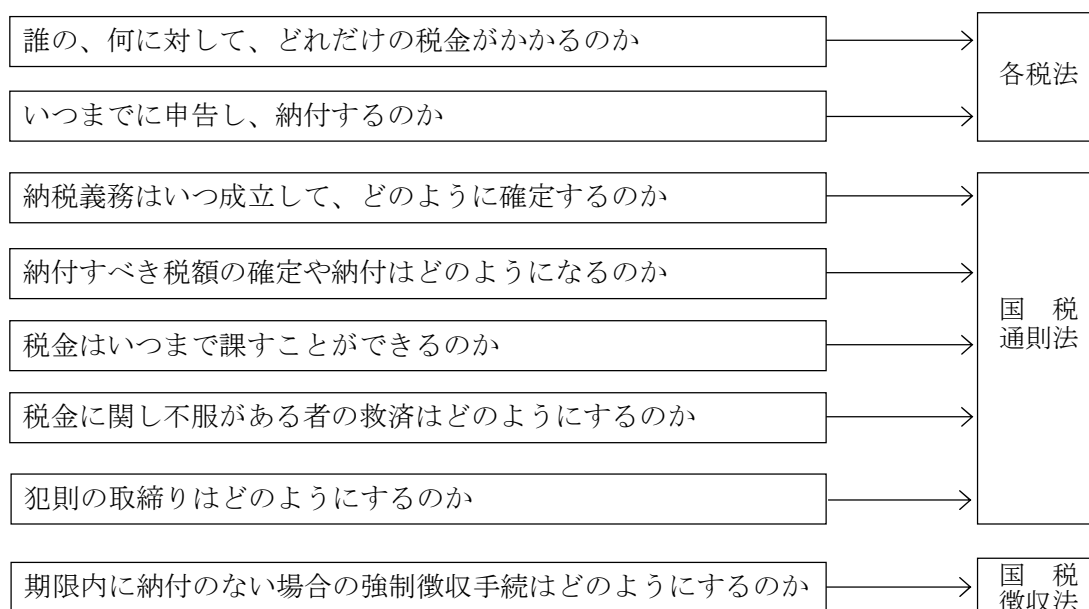 誰の、何に対して、どれだけの税金がかかるのか
いつまでに申告し、納付するのか
各税法
納税義務はいつ成立して、どのように確定するのか
納付すべき税額の確定や納付はどのようになるのか
税金はいつまで課すことができるのか
税金に関し不服がある者の救済はどのようにするのか
犯則の取締りはどのようにするのか
国　税
通則法
期限内に納付のない場合の強制徴収手続はどのようにするのか
国　税
徴収法